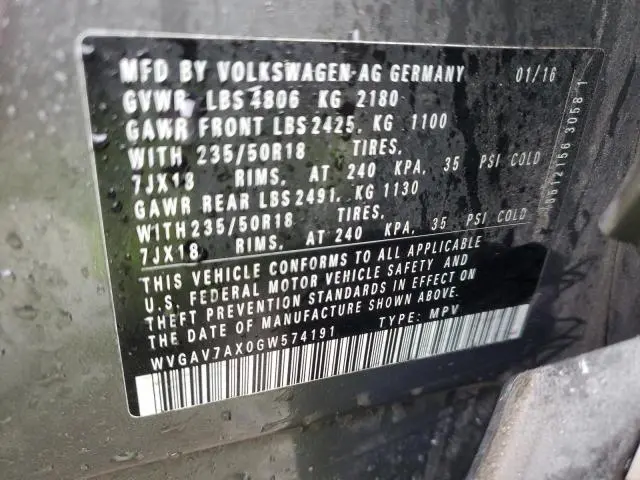 MFD BY VOLKSWAGEN AG GERMANY 01/16
GVWR LBS 4806 KG 2180
GAWR FRONT LBS 2425, KG 1100
WITH 235/50R18 TIRES,
7JX18 RIMS, AT 240 KPA, 35 PSI COLD
GAWR REAR LBS 2491, KG 1130
WITH 235/50R18 TIRES,
7JX18 RIMS, AT 240 KPA, 35 PSI COLD
THIS VEHICLE CONFORMS TO ALL APPLICABLE
U.S. FEDERAL MOTOR VEHICLE SAFETY AND
THEFT PREVENTION STANDARDS IN EFFECT ON
THE DATE OF MANUFACTURE SHOWN ABOVE.
WVGAV7AX0GW574191 TYPE: MPV